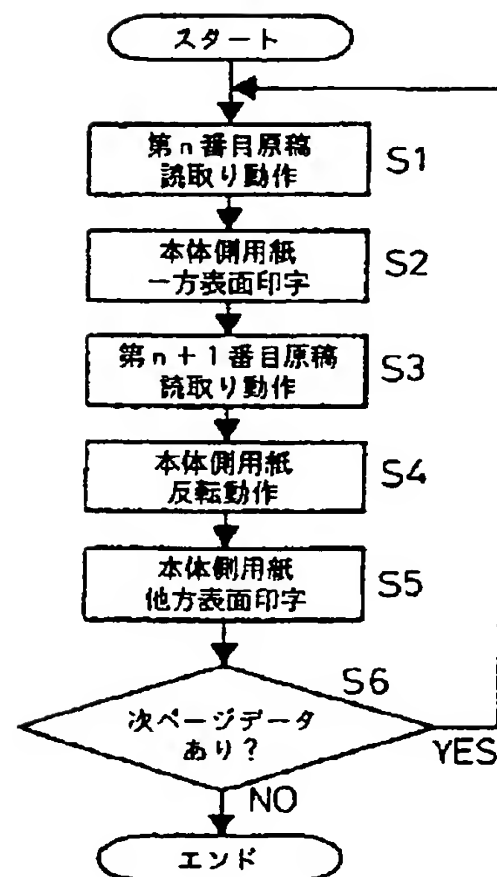 スタート
第n番目原稿
読取り動作
S1
本体側用紙
一方表面印字
S2
第n+1番目原稿
読取り動作
S3
本体側用紙
反転動作
S4
本体側用紙
他方表面印字
S5
S6
次ページデータ
あり?
YES
NO
エンド